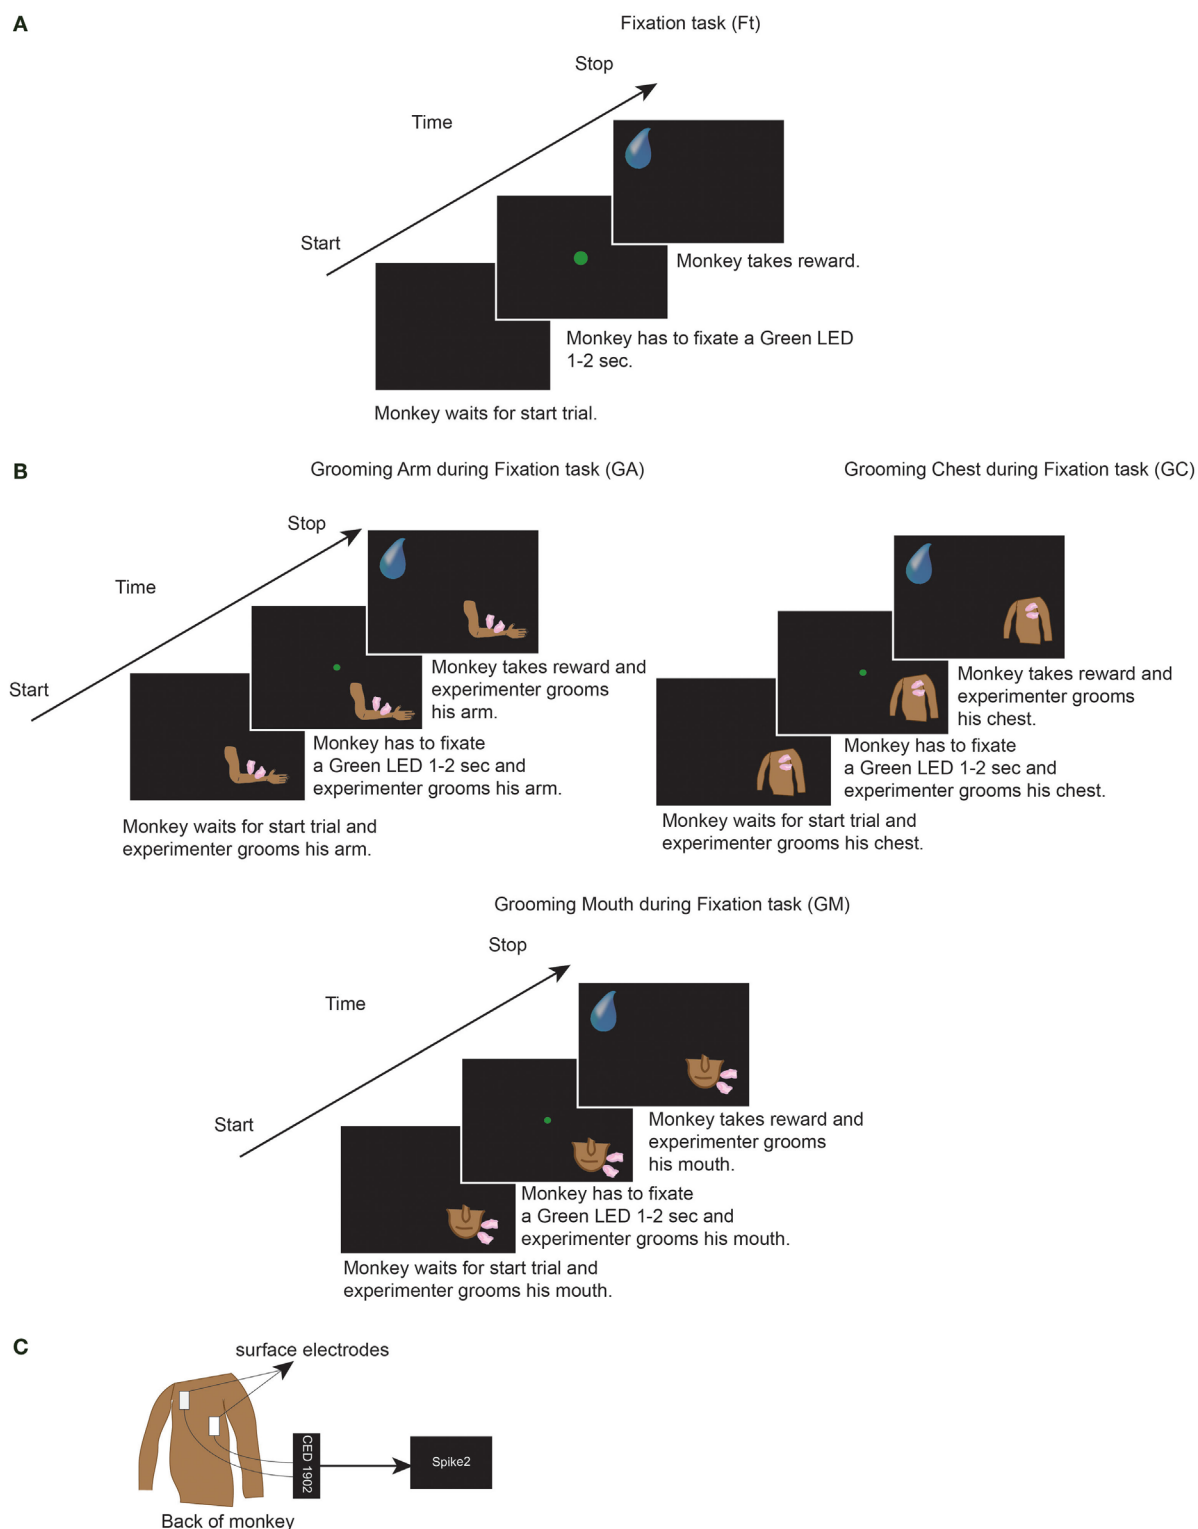 A
Fixation task (Ft)
Stop
Time
Start
Monkey takes reward.
Monkey has to fixate a Green LED
1-2 sec.
Monkey waits for start trial.
B
Grooming Arm during Fixation task (GA)
Stop
Time
Start
Monkey takes reward and
experimenter grooms
his arm.
Monkey has to fixate
a Green LED 1-2 sec and
experimenter grooms his arm.
Monkey waits for start trial and
experimenter grooms his arm.
Grooming Chest during Fixation task (GC)
Monkey takes reward and
experimenter grooms
his chest.
Monkey has to fixate
a Green LED 1-2 sec and
experimenter grooms his chest.
Monkey waits for start trial and
experimenter grooms his chest.
Grooming Mouth during Fixation task (GM)
Stop
Time
Start
Monkey takes reward and
experimenter grooms
his mouth.
Monkey has to fixate
a Green LED 1-2 sec and
experimenter grooms his mouth.
Monkey waits for start trial and
experimenter grooms his mouth.
C
surface electrodes
CED 1902
Spike2
Back of monkey